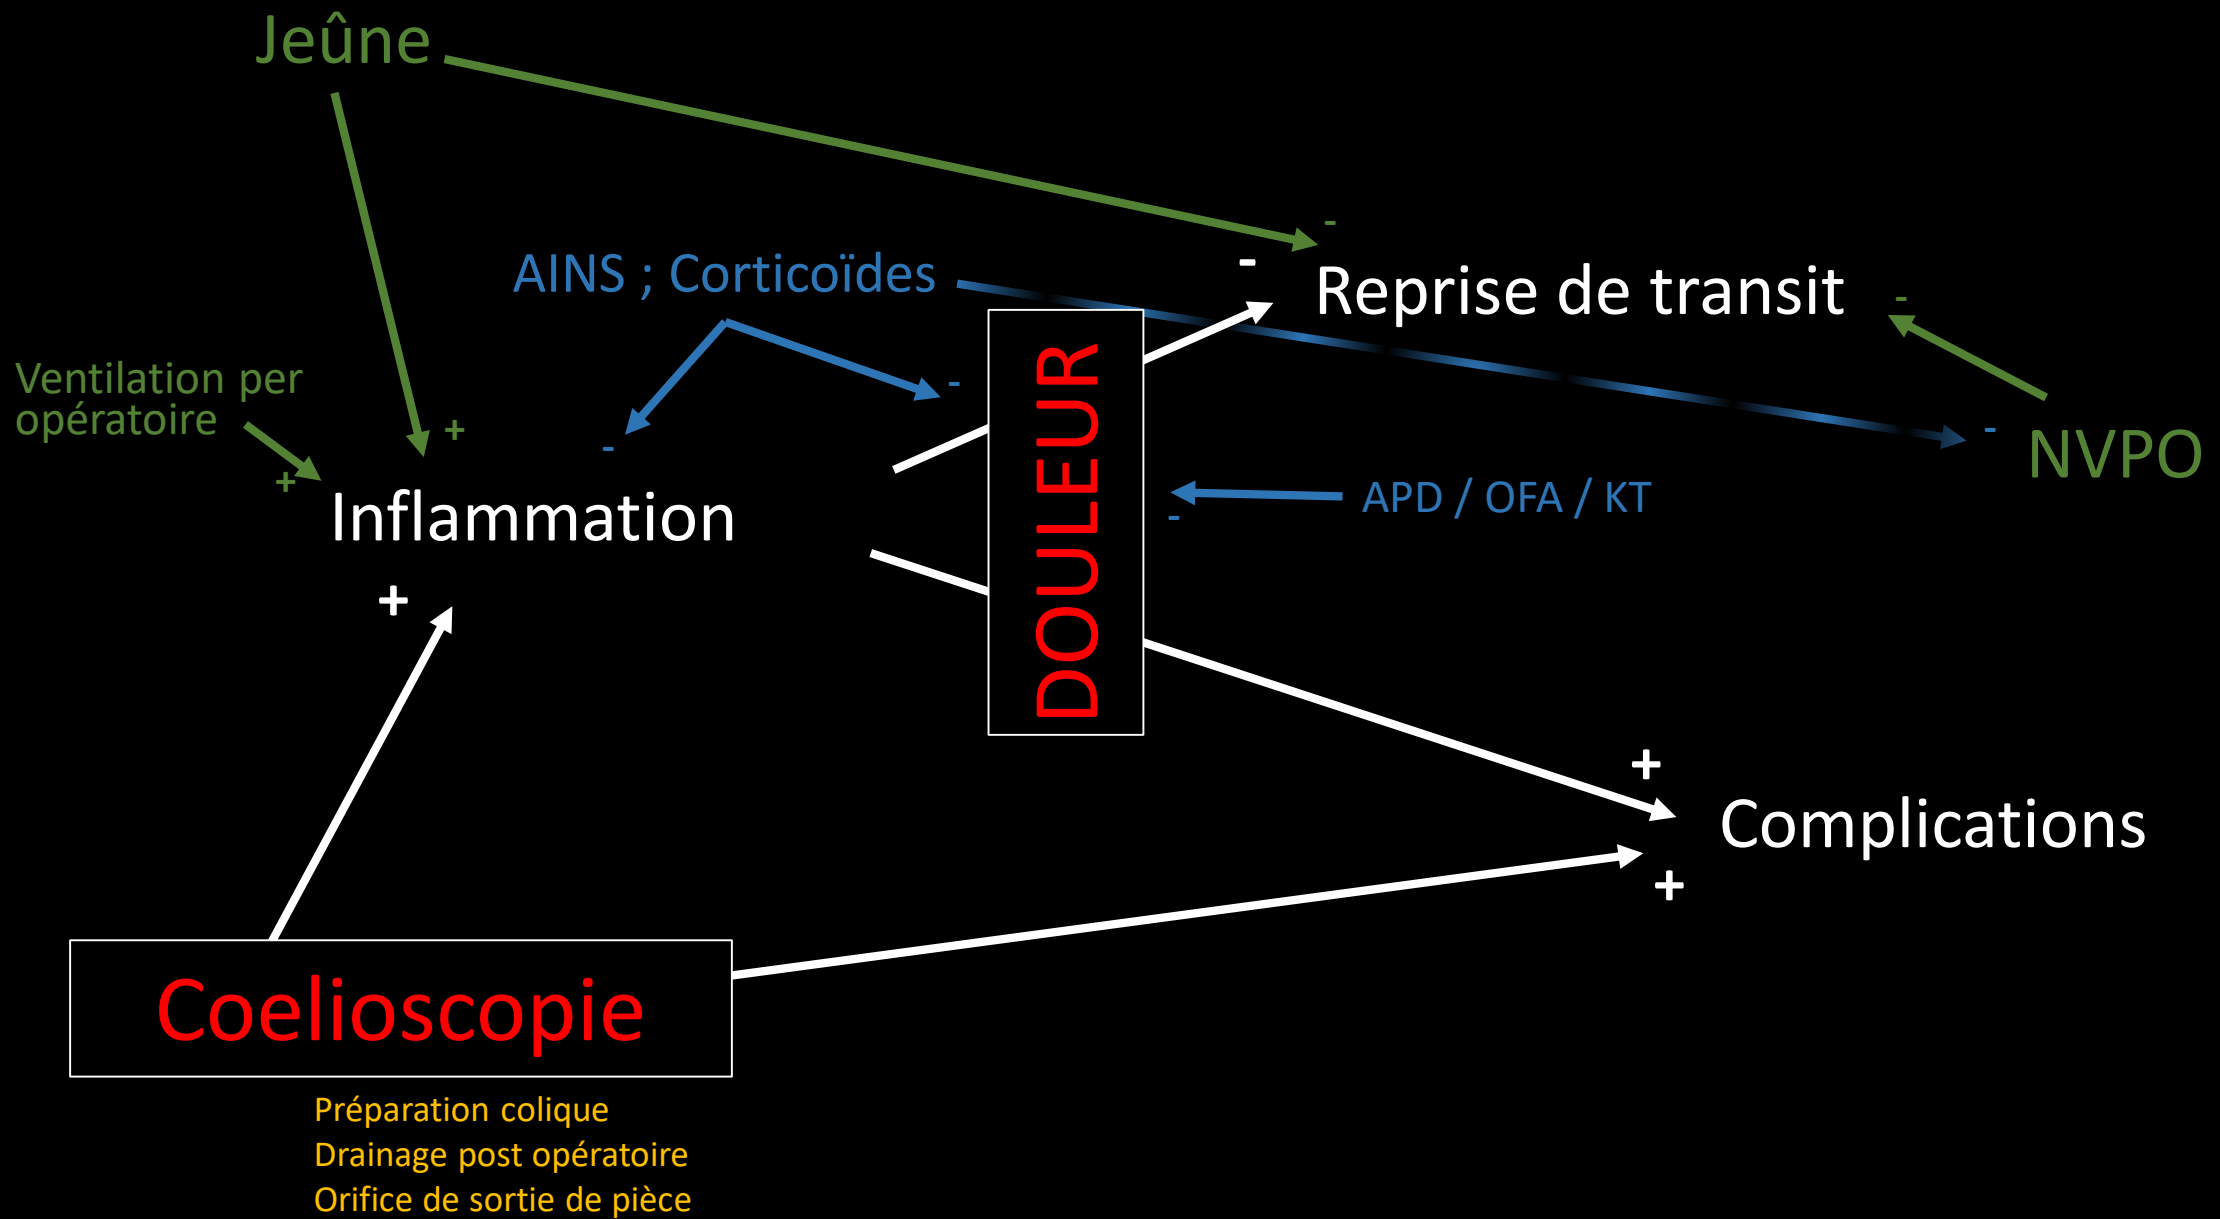 Jeûne
-
AINS ; Corticoïdes
-
Reprise de transit
-
Ventilation per
opératoire
+
+
-
-
-
NVPO
DOULEUR
APD / OFA / KT
-
Inflammation
+
+
Complications
+
Coelioscopie
Préparation colique
Drainage post opératoire
Orifice de sortie de pièce